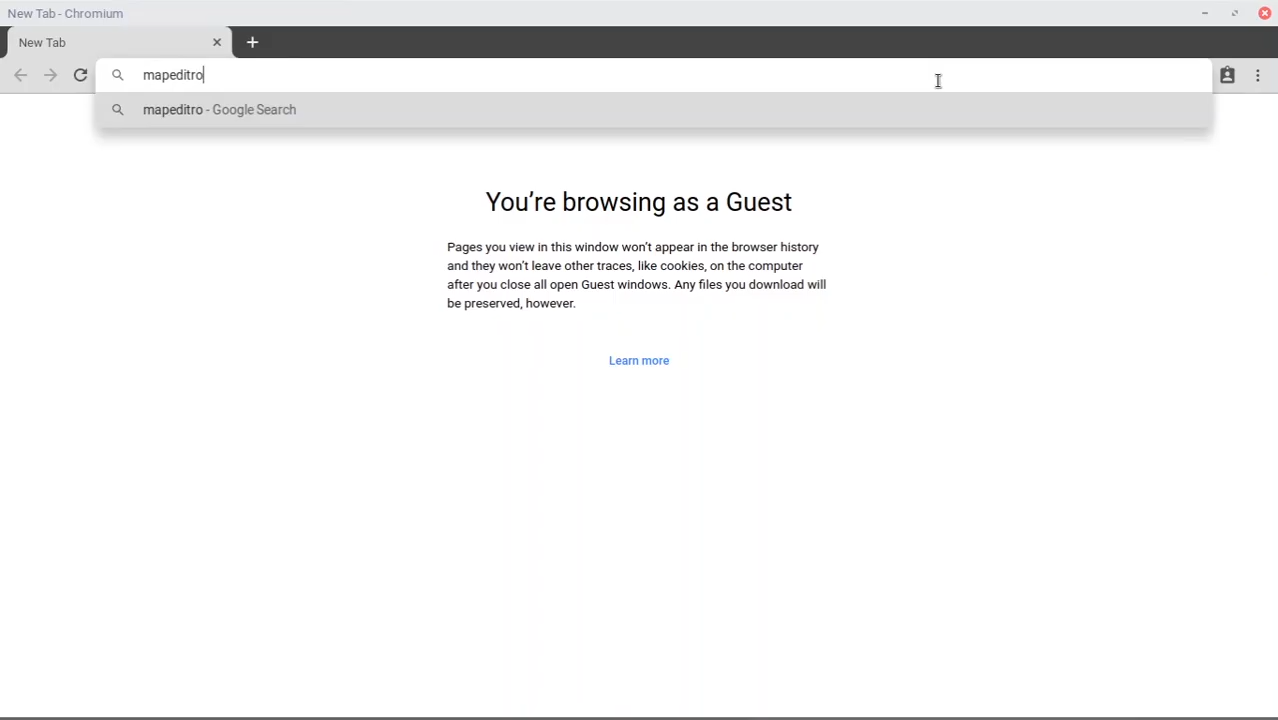 New Tab - Chromium
New Tab
mapeditro
mapeditro - Google Search
You’re browsing as a Guest
Pages you view in this window won’t appear in the browser history
and they won’t leave other traces, like cookies, on the computer
after you close all open Guest windows. Any files you download will
be preserved, however.
Learn more